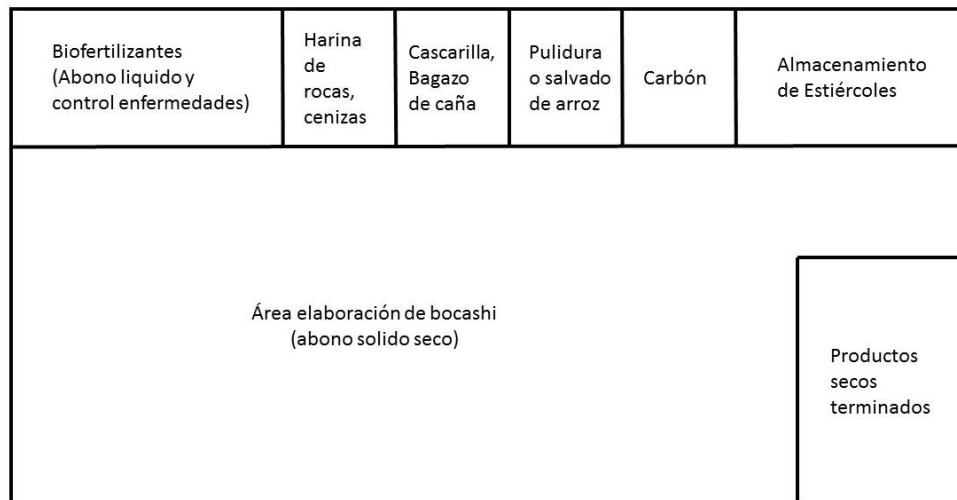 Biofertilizantes
(Abono liquido y
control enfermedades)
Harina
de
rocas,
cenizas
Cascarilla,
Bagazo
de caña
Pulidura
o salvado
de arroz
Carbón
Almacenamiento
de Estiércoles
Área elaboración de bocashi
(abono solido seco)
Productos
secos
terminados